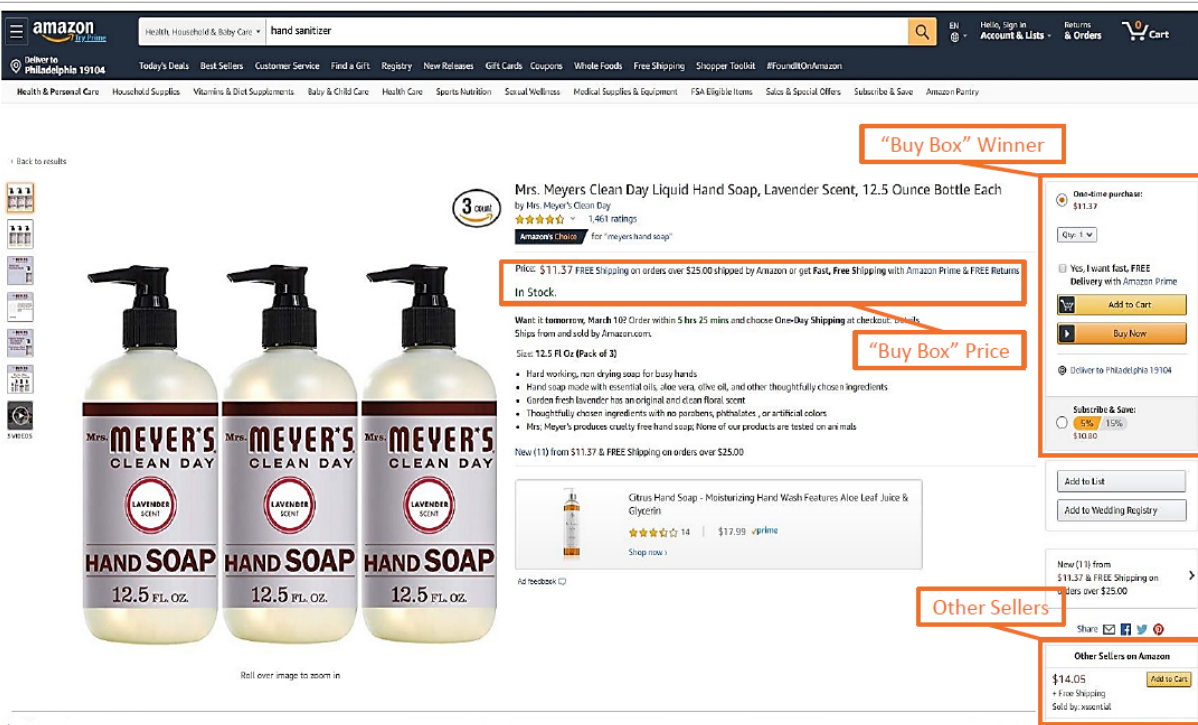 amazon
Try Prime
Health, Household & Baby Care
hand sanitizer
EN
Hello, Sign in
Account & Lists
Returns
& Orders
0
Cart
Deliver to
Philadelphia 19104
Today's Deals Best Sellers Customer Service Find a Gift Registry New Releases Gift Cards Coupons Whole Foods Free Shipping Shopper Toolkit #FoundItOnAmazon
Health & Personal Care Household Supplies Vitamins & Diet Supplements Baby & Child Care Health Care Sports Nutrition Sexual Wellness Medical Supplies & Equipment FSA Eligible Items Sales & Special Offers Subscribe & Save Amazon Pantry
“Buy Box” Winner
‹ Back to results
3 VIDEOS
3 count
Mrs. Meyers Clean Day Liquid Hand Soap, Lavender Scent, 12.5 Ounce Bottle Each
by Mrs. Meyer's Clean Day
1,461 ratings
Amazon's Choice for "meyers hand soap"
Price: $11.37 FREE Shipping on orders over $25.00 shipped by Amazon or get Fast, Free Shipping with Amazon Prime & FREE Returns
In Stock.
“Buy Box” Price
Want it tomorrow, March 10? Order within 5 hrs 25 mins and choose One-Day Shipping at checkout. Details
Ships from and sold by Amazon.com.
Size: 12.5 Fl Oz (Pack of 3)
• Hard working, non drying soap for busy hands
• Hand soap made with essential oils, aloe vera, olive oil, and other thoughtfully chosen ingredients
• Garden fresh lavender has an original and clean floral scent
• Thoughtfully chosen ingredients with no parabens, phthalates , or artificial colors
• Mrs; Meyer's produces cruelty free hand soap; None of our products are tested on animals
New (11) from $11.37 & FREE Shipping on orders over $25.00
Citrus Hand Soap - Moisturizing Hand Wash Features Aloe Leaf Juice &
Glycerin
14 | $17.99 prime
Shop now ›
Ad feedback
Mrs. MEYER'S Mrs. MEYER'S Mrs. MEYER'S
CLEAN DAY CLEAN DAY CLEAN DAY
LAVENDER LAVENDER LAVENDER
SCENT SCENT SCENT
HAND SOAP HAND SOAP HAND SOAP
12.5 FL. OZ. 12.5 FL. OZ. 12.5 FL. OZ.
Roll over image to zoom in
One-time purchase:
$11.37
Qty: 1
Yes, I want fast, FREE
Delivery with Amazon Prime
Add to Cart
Buy Now
Deliver to Philadelphia 19104
Subscribe & Save:
5% 15%
$10.80
Add to List
Add to Wedding Registry
New (11) from
$11.37 & FREE Shipping on
orders over $25.00
Other Sellers
Share
Other Sellers on Amazon
$14.05
Add to Cart
+ Free Shipping
Sold by: xssential